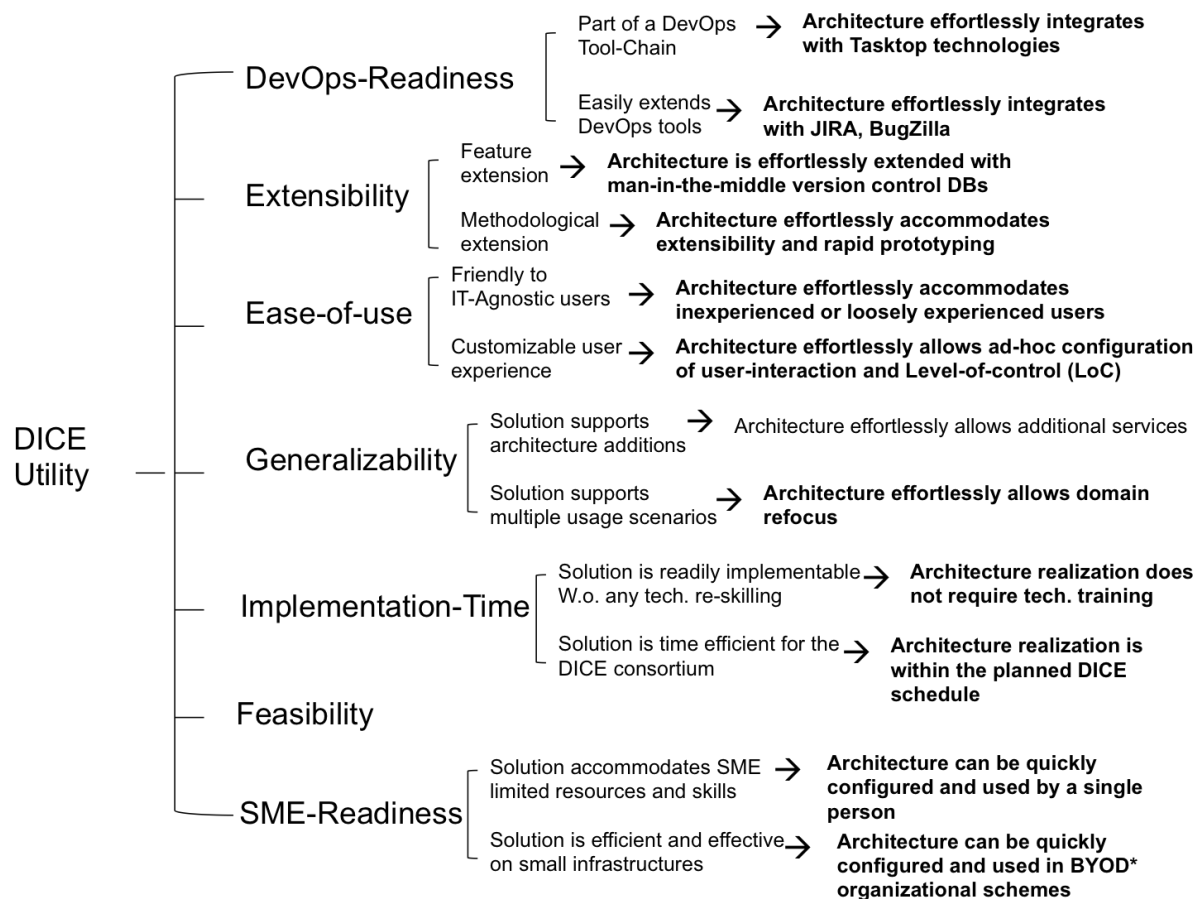 DICE
Utility
DevOps-Readiness
Part of a DevOps
Tool-Chain
Architecture effortlessly integrates
with Tasktop technologies
Easily extends
DevOps tools
Architecture effortlessly integrates
with JIRA, BugZilla
Extensibility
Feature
extension
Architecture is effortlessly extended with
man-in-the-middle version control DBs
Methodological
extension
Architecture effortlessly accommodates
extensibility and rapid prototyping
Ease-of-use
Friendly to
IT-Agnostic users
Architecture effortlessly accommodates
inexperienced or loosely experienced users
Customizable user
experience
Architecture effortlessly allows ad-hoc configuration
of user-interaction and Level-of-control (LoC)
Generalizability
Solution supports
architecture additions
Architecture effortlessly allows additional services
Solution supports
multiple usage scenarios
Architecture effortlessly allows domain
refocus
Implementation-Time
Solution is readily implementable
W.o. any tech. re-skilling
Architecture realization does
not require tech. training
Solution is time efficient for the
DICE consortium
Architecture realization is
within the planned DICE
schedule
Feasibility
SME-Readiness
Solution accommodates SME
limited resources and skills
Architecture can be quickly
configured and used by a single
person
Solution is efficient and effective
on small infrastructures
Architecture can be quickly
configured and used in BYOD*
organizational schemes